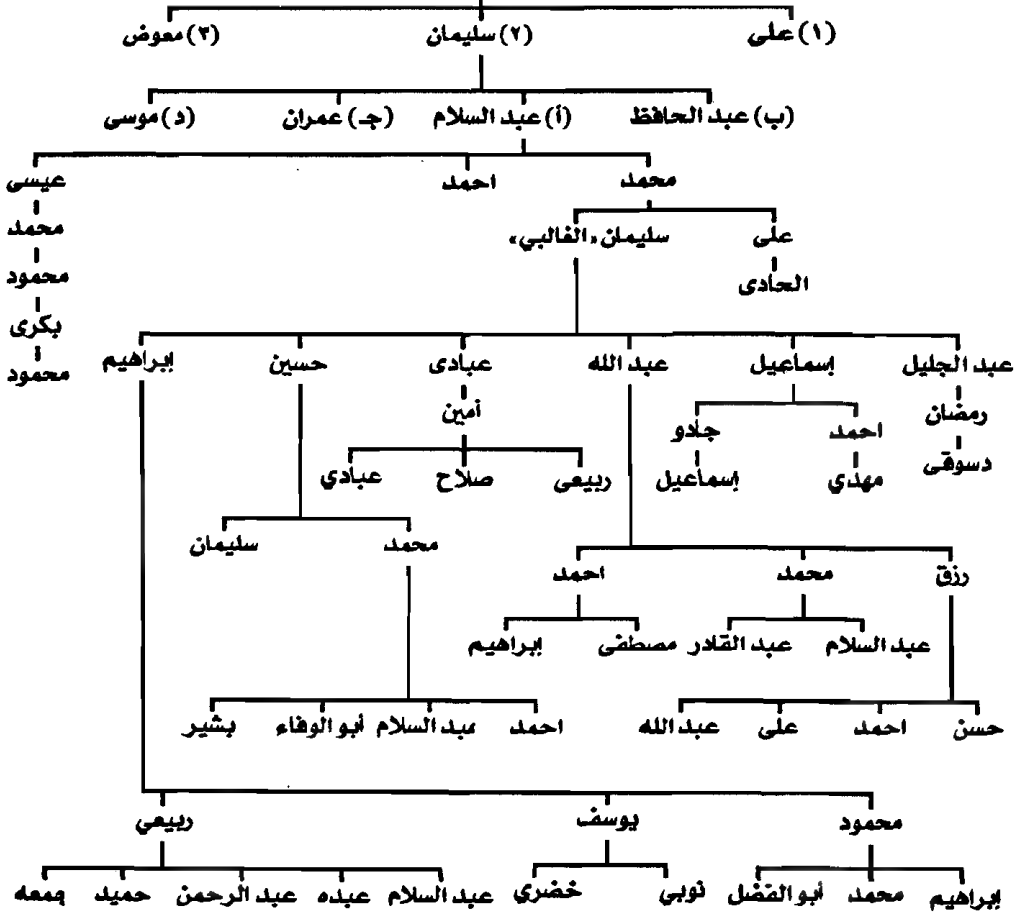 (١) على (٢) سليمان (٣) معوض
(ب) عبد الحافظ (أ) عبد السلام (جـ) عمران (د) موسى
محمد احمد عيسى
محمد
على سليمان «الغالبي»
محمود
الحادى
بكرى
عبد الجليل إسماعيل عبد الله عبادى حسين إبراهيم
محمود
رمضان
أمين
احمد جادو
دسوقى
مهدي إسماعيل
ربيعى صلاح عبادي
محمد سليمان
رزق محمد احمد
عبد السلام عبد القادر مصطفى إبراهيم
حسن احمد على عبد الله
احمد عبد السلام أبو الوفاء بشير
محمود يوسف ربيعي
إبراهيم محمد أبو الفضل نوبي خضري عبد السلام عبده عبد الرحمن حميد جمعه